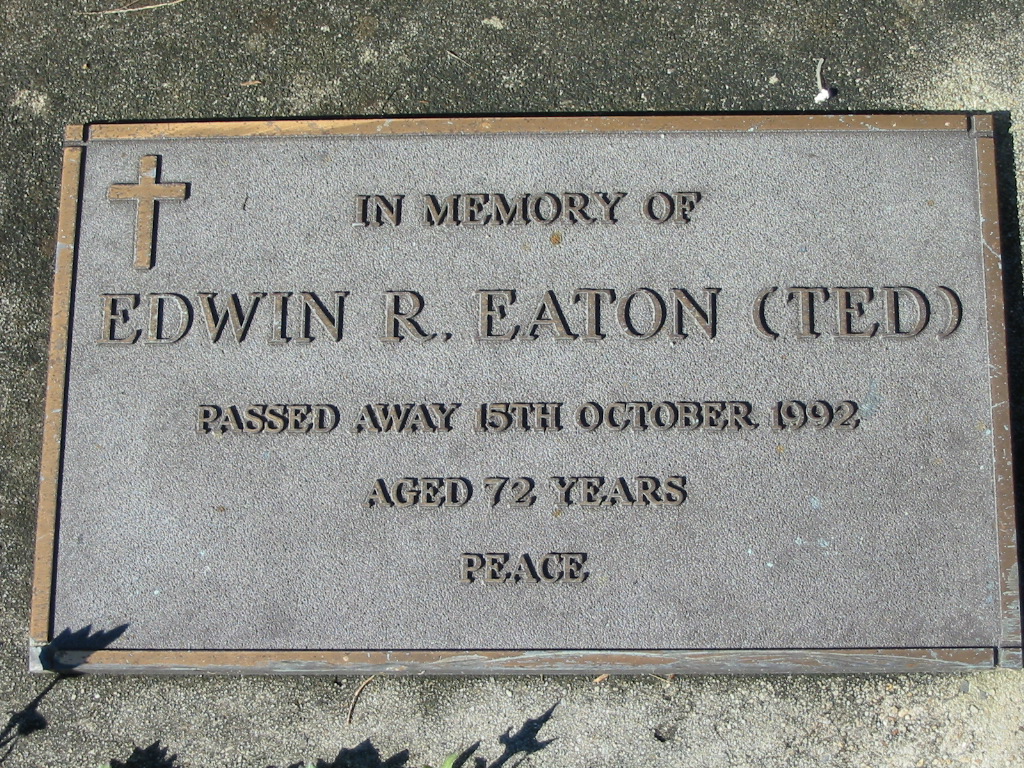 IN MEMORY OF
EDWIN R. EATON (TED)
PASSED AWAY 15TH OCTOBER 1992
AGED 72 YEARS
PEACE